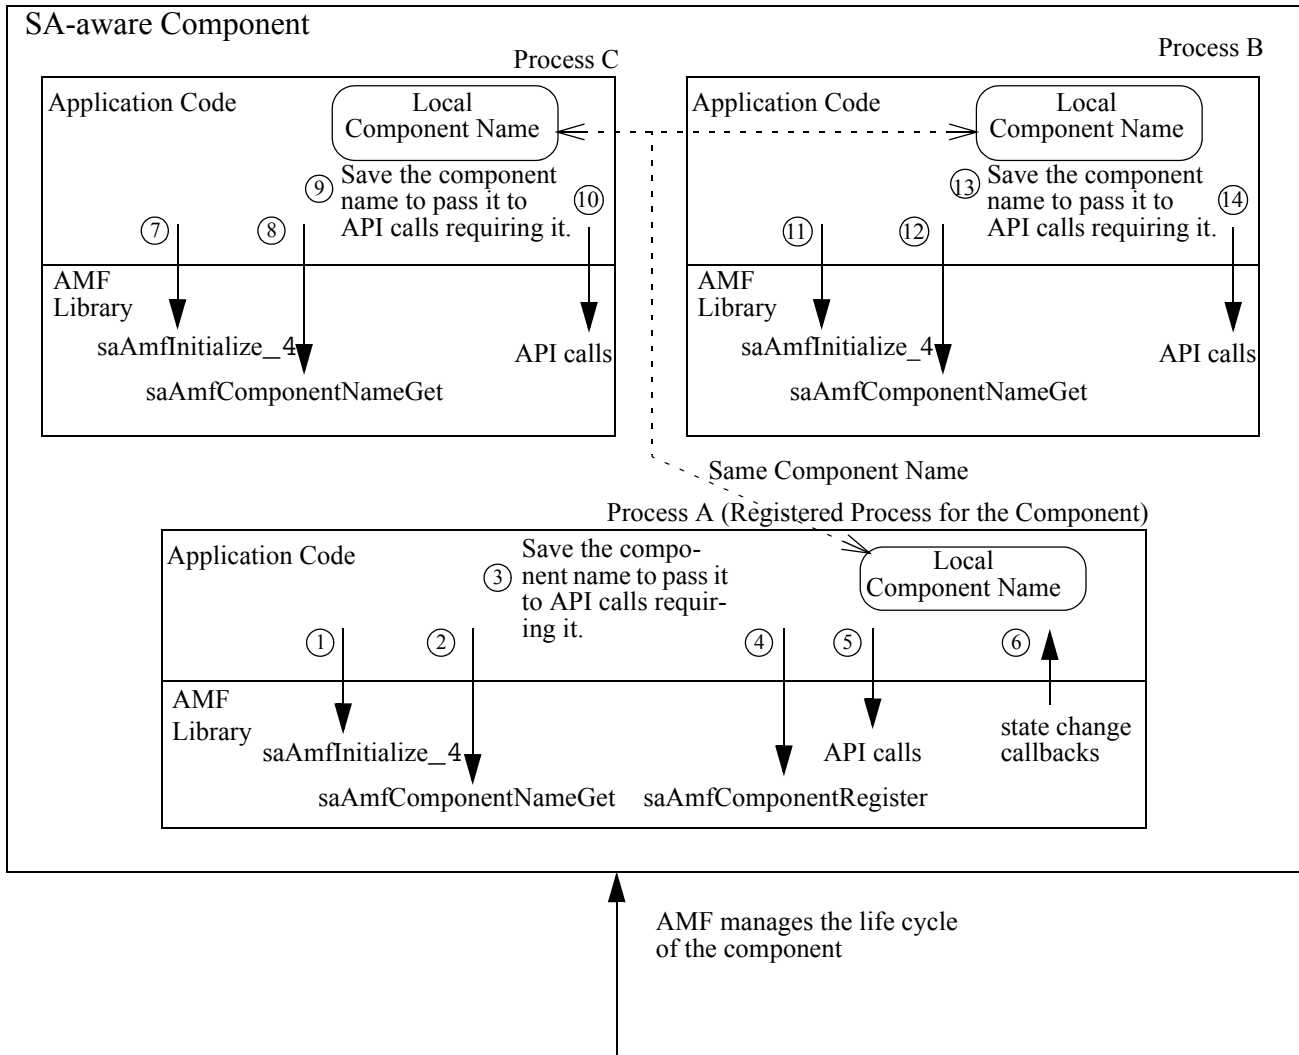 SA-aware Component
Process C
Process B
Application Code
Local
Component Name
9
Save the component
name to pass it to
API calls requiring it.
10
7
8
AMF
Library
saAmfInitialize_4
saAmfComponentNameGet
API calls
Application Code
Local
Component Name
13
Save the component
name to pass it to
API calls requiring it.
14
11
12
AMF
Library
saAmfInitialize_4
saAmfComponentNameGet
API calls
Same Component Name
Process A (Registered Process for the Component)
Application Code
3
Save the compo-
nent name to pass it
to API calls requir-
ing it.
Local
Component Name
1
2
4
5
6
AMF
Library
saAmfInitialize_4
saAmfComponentNameGet
saAmfComponentRegister
API calls
state change
callbacks
AMF manages the life cycle
of the component